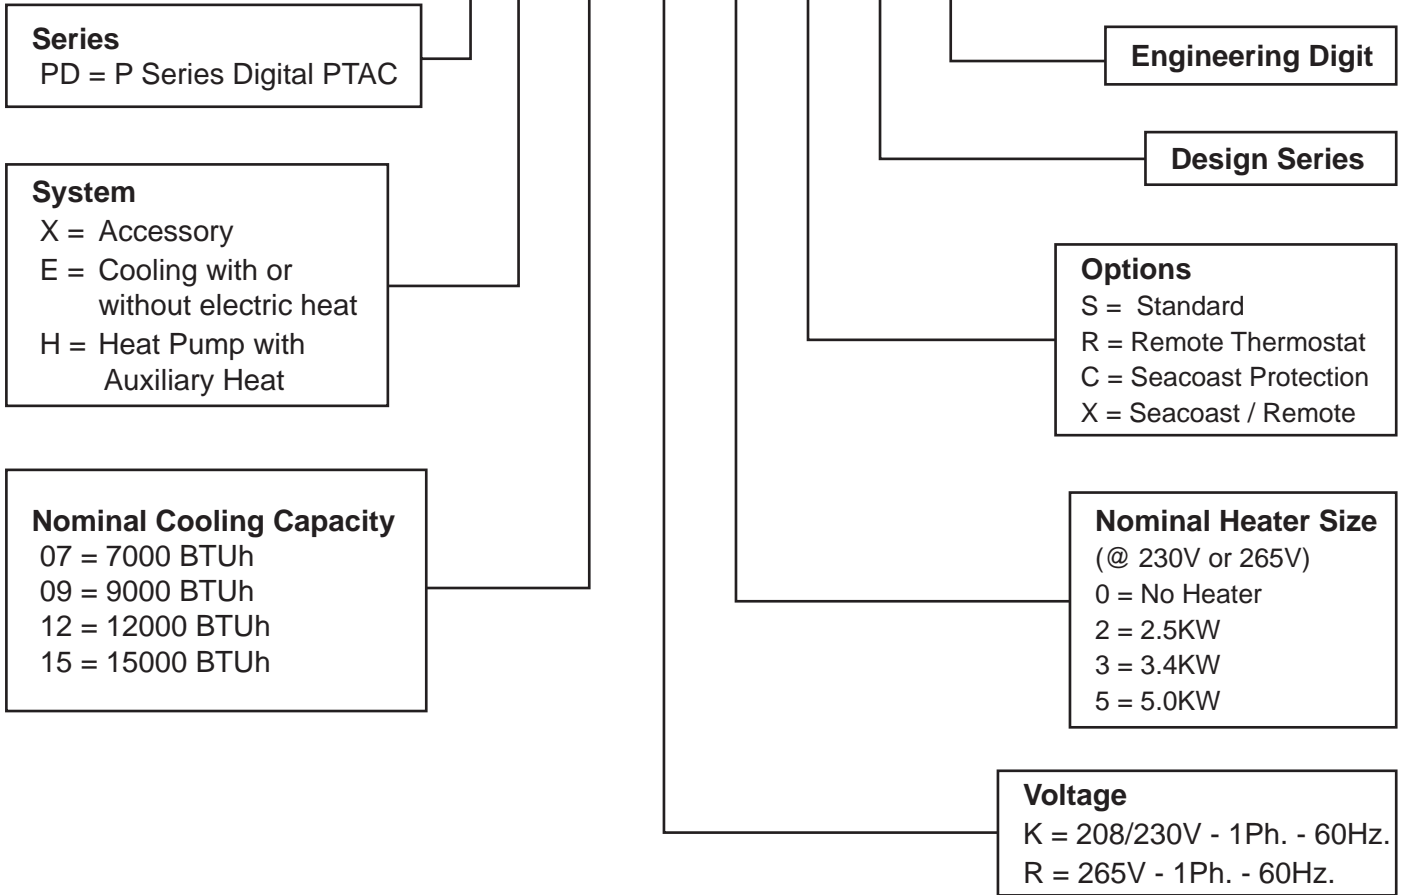 Series
PD = P Series Digital PTAC
System
X = Accessory
E = Cooling with or
without electric heat
H = Heat Pump with
Auxiliary Heat
Nominal Cooling Capacity
07 = 7000 BTUh
09 = 9000 BTUh
12 = 12000 BTUh
15 = 15000 BTUh
Engineering Digit
Design Series
Options
S = Standard
R = Remote Thermostat
C = Seacoast Protection
X = Seacoast / Remote
Nominal Heater Size
(@ 230V or 265V)
0 = No Heater
2 = 2.5KW
3 = 3.4KW
5 = 5.0KW
Voltage
K = 208/230V - 1Ph. - 60Hz.
R = 265V - 1Ph. - 60Hz.